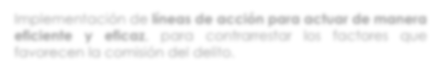 Implementación de líneas de acción para actuar de manera
eficiente y eficaz, para contrarrestar los factores que
favorecen la comisión del delito.